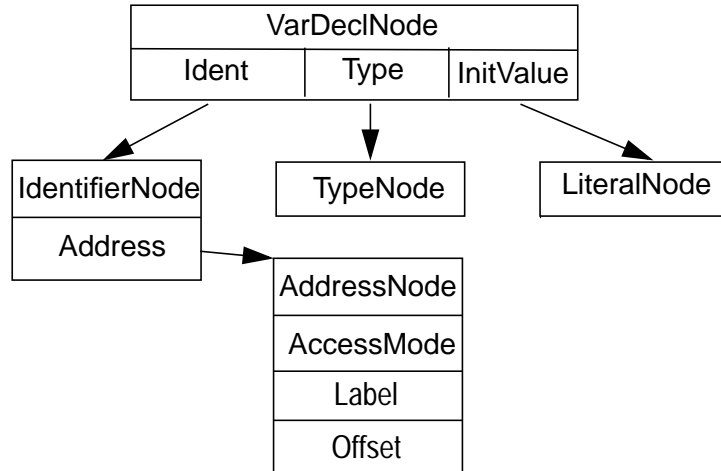 VarDeclNode
Ident Type InitValue
IdentifierNode
Address
TypeNode
LiteralNode
AddressNode
AccessMode
Label
Offset